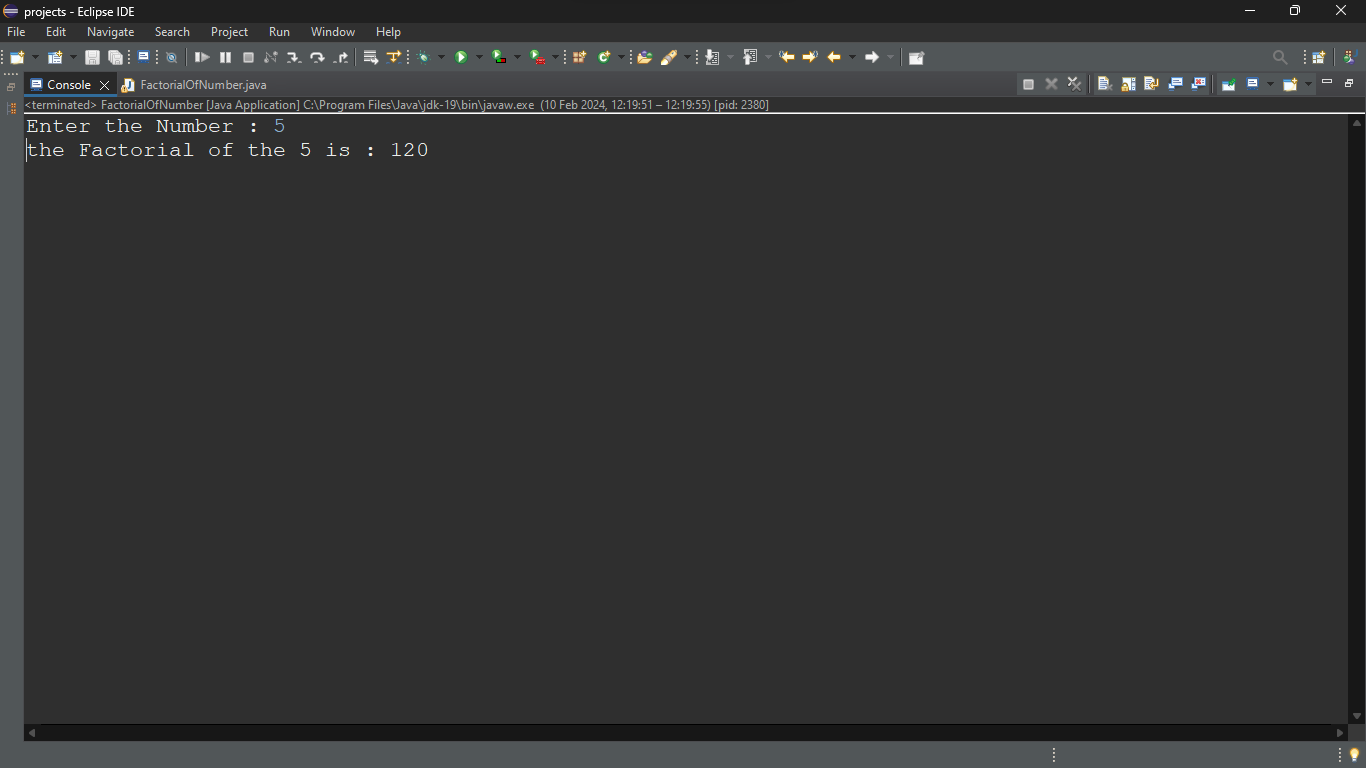 projects - Eclipse IDE
File Edit Navigate Search Project Run Window Help
Console FactorialOfNumber.java
<terminated> FactorialOfNumber [Java Application] C:\Program Files\Java\jdk-19\bin\javaw.exe (10 Feb 2024, 12:19:51 – 12:19:55) [pid: 2380]
Enter the Number : 5
the Factorial of the 5 is : 120